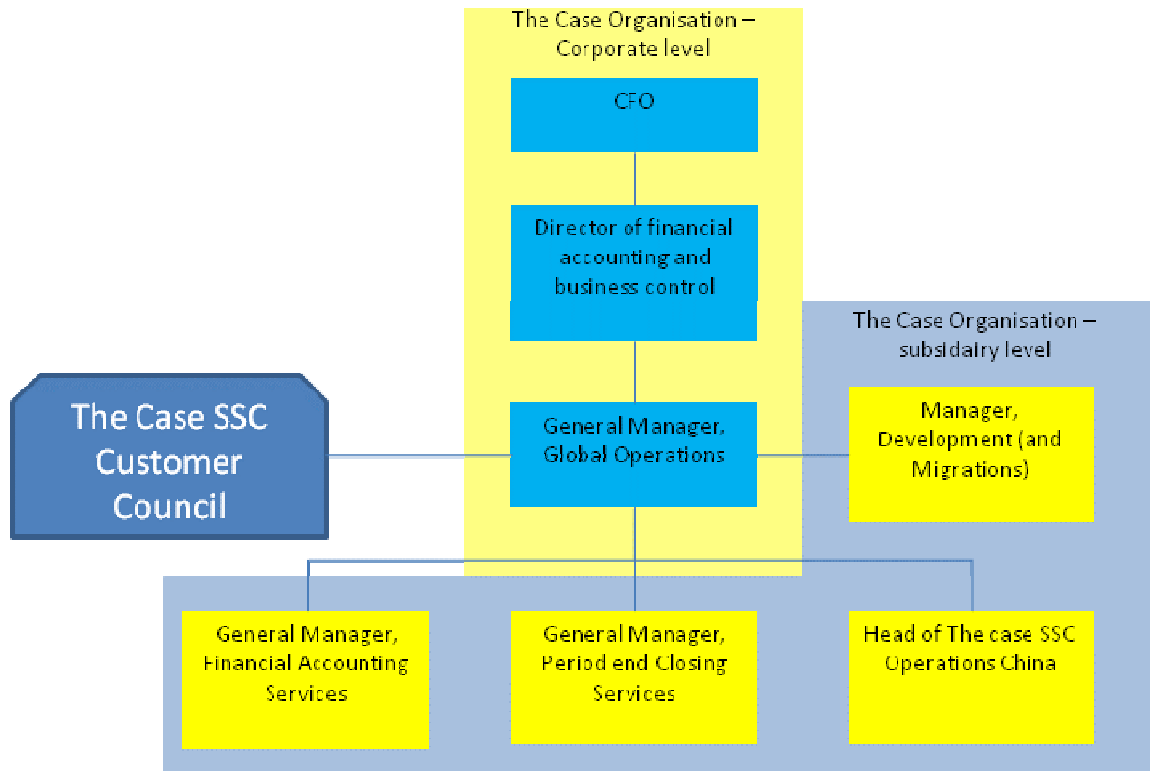 The Case Organisation –
Corporate level
CFO
Director of financial
accounting and
business control
The Case Organisation –
subsidairy level
The Case SSC
Customer
Council
General Manager,
Global Operations
Manager,
Development (and
Migrations)
General Manager,
Financial Accounting
Services
General Manager,
Period end Closing
Services
Head of The case SSC
Operations China